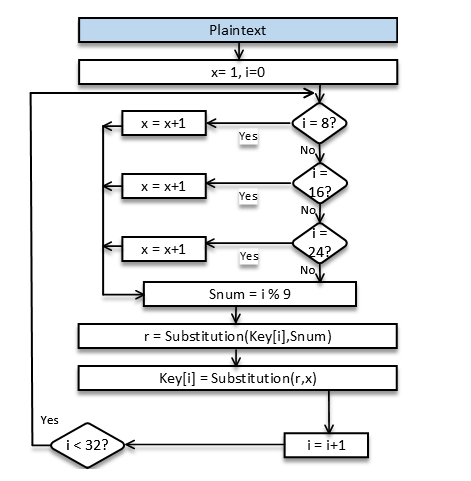 Plaintext
x= 1, i=0
i = 8?
x = x+1
Yes
No
i =
16?
x = x+1
Yes
No
i =
24?
x = x+1
Yes
No
Snum = i % 9
r = Substitution(Key[i],Snum)
Key[i] = Substitution(r,x)
Yes
i < 32?
i = i+1